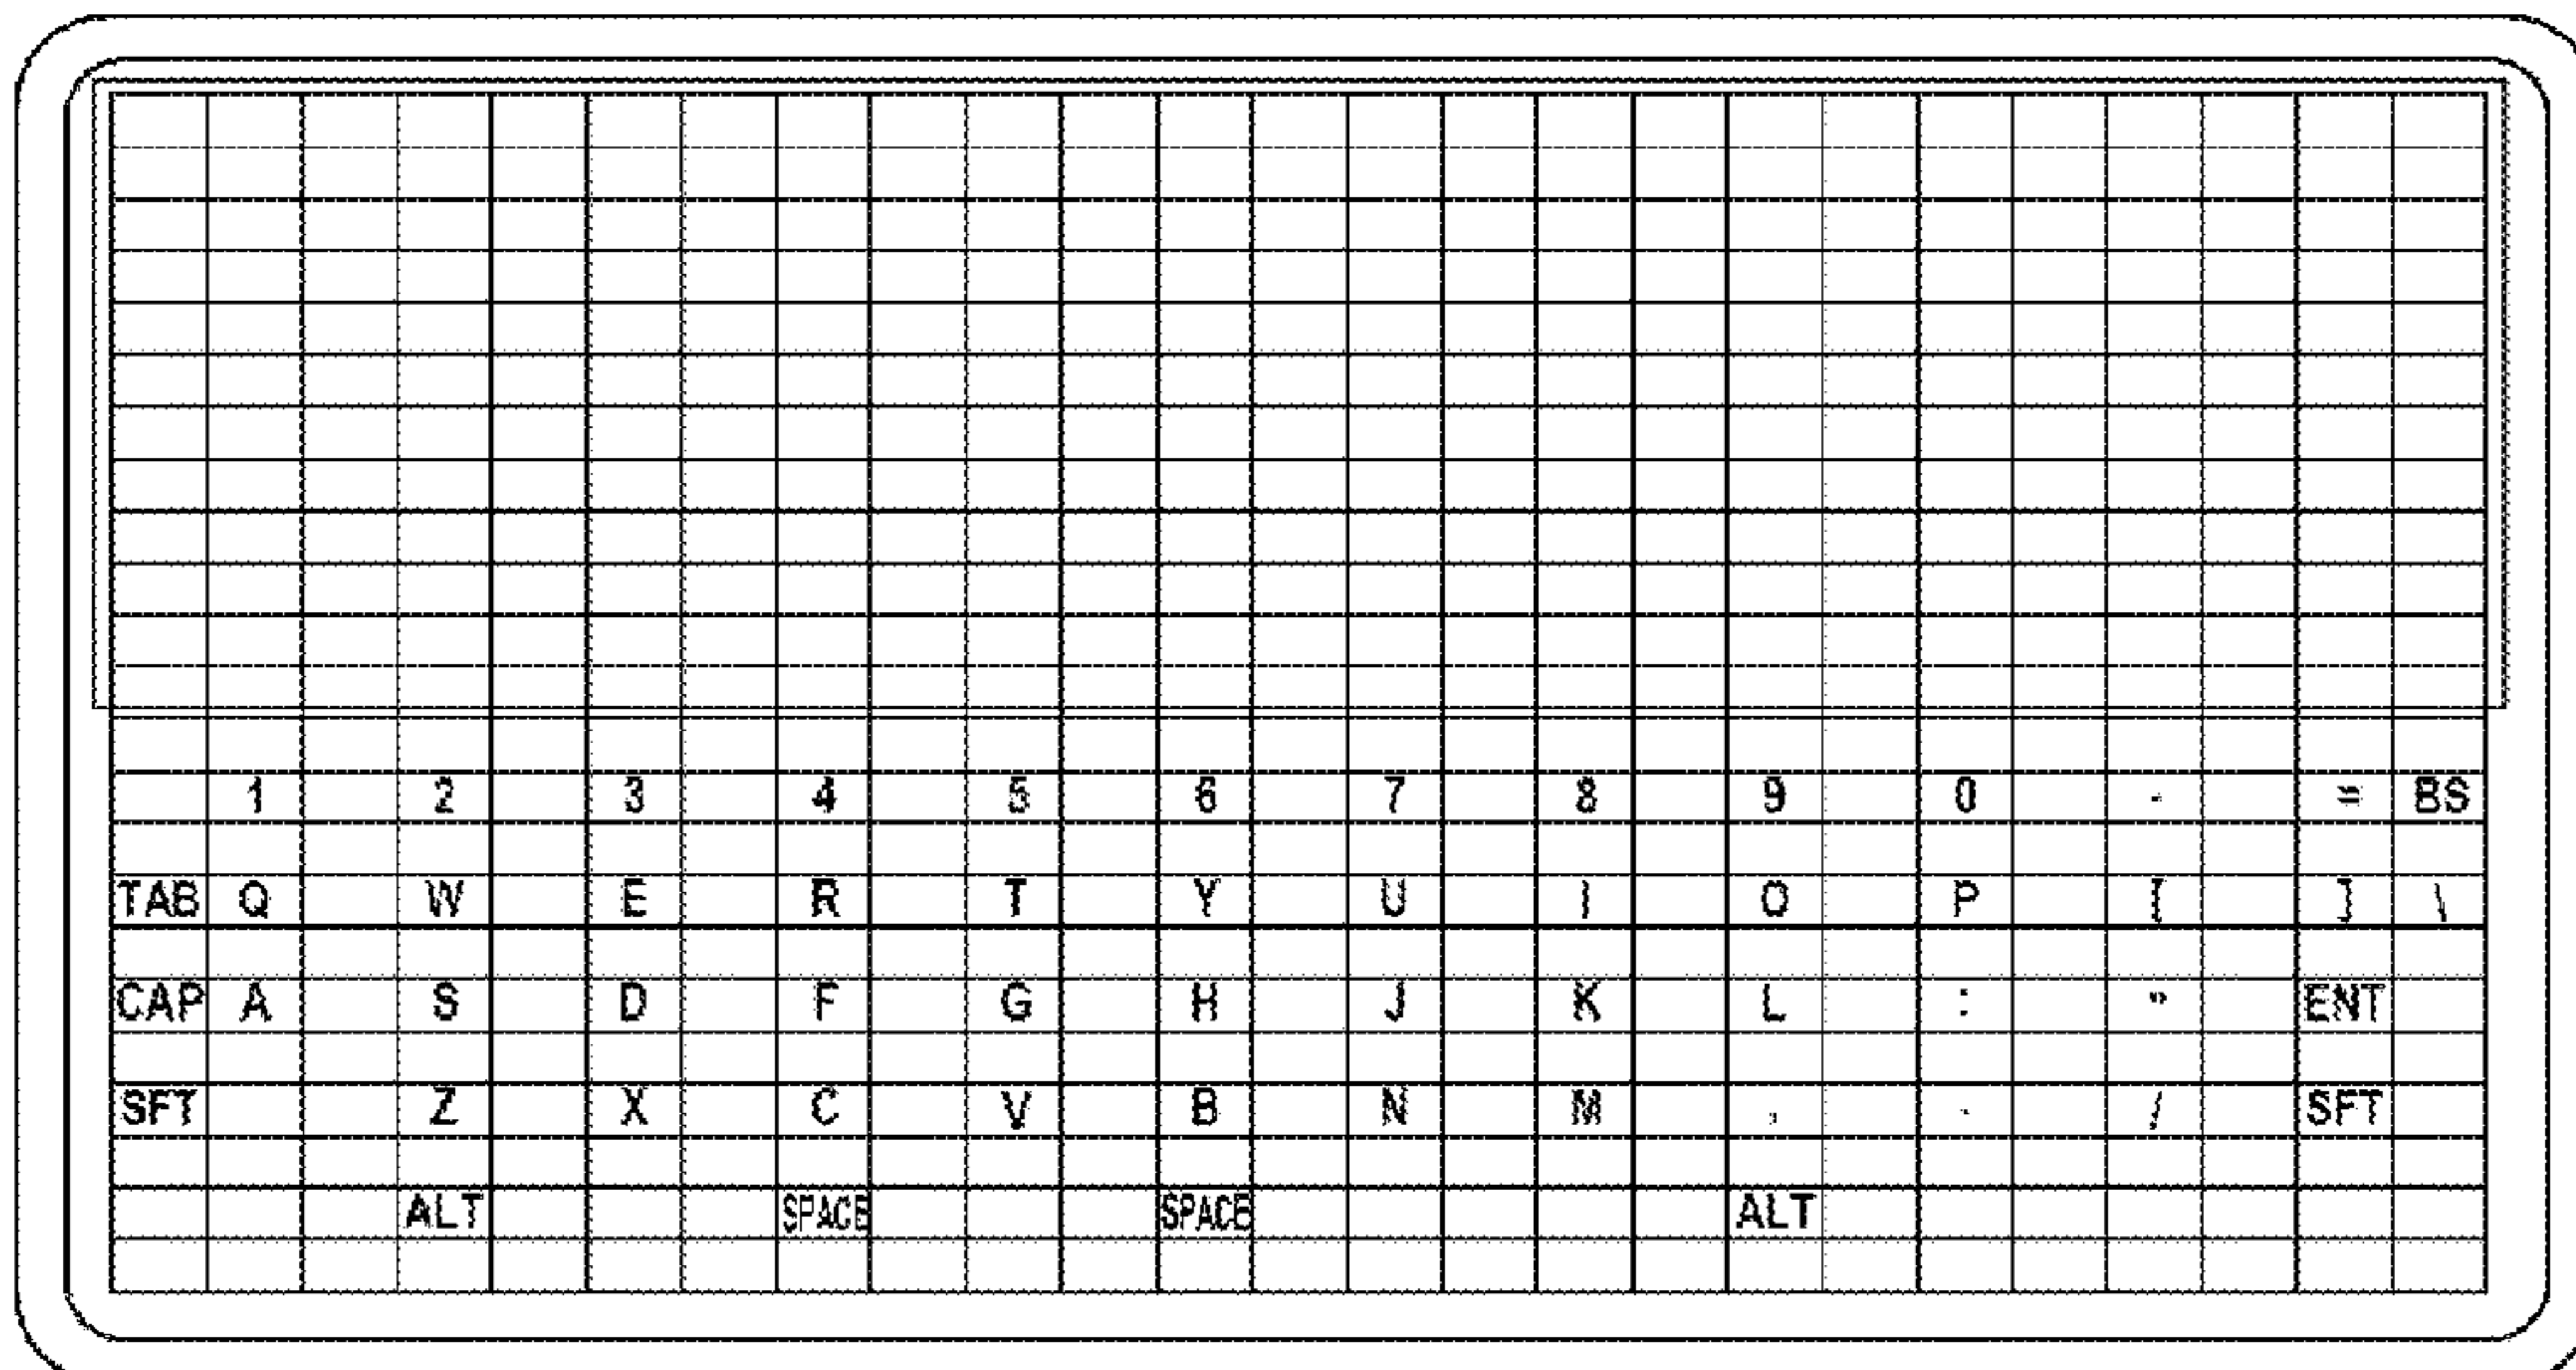 1 2 3 4 5 6 7 8 9 0 - = BS
TAB Q W E R T Y U I O P [ ] \
CAP A S D F G H J K L : " ENT
SFT Z X C V B N M , . / SFT
ALT SPACE SPACE ALT